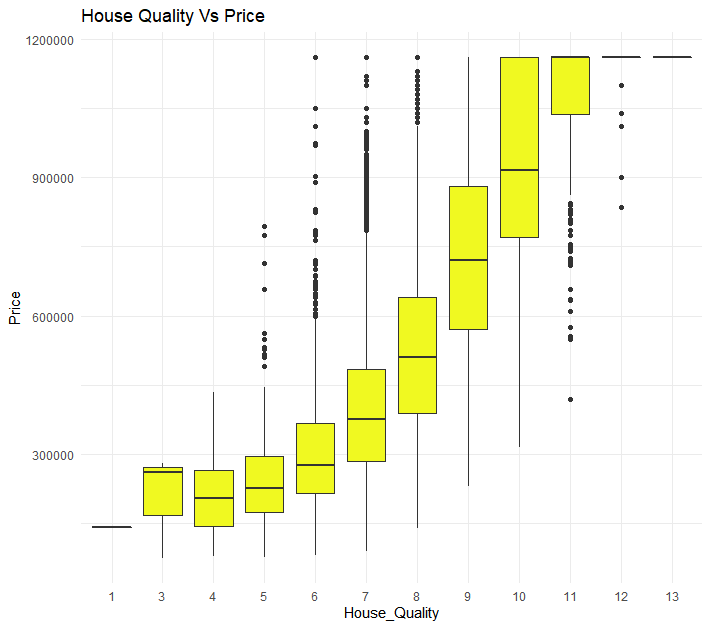 House Quality Vs Price
1200000
900000
600000
300000
Price
1 3 4 5 6 7 8 9 10 11 12 13
House_Quality